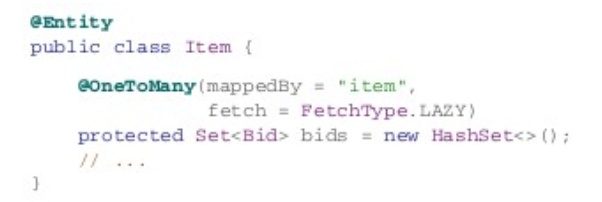 @Entity
public class Item {
@OneToMany(mappedBy = "item",
fetch = FetchType.LAZY)
protected Set<Bid> bids = new HashSet<>();
// ...
}